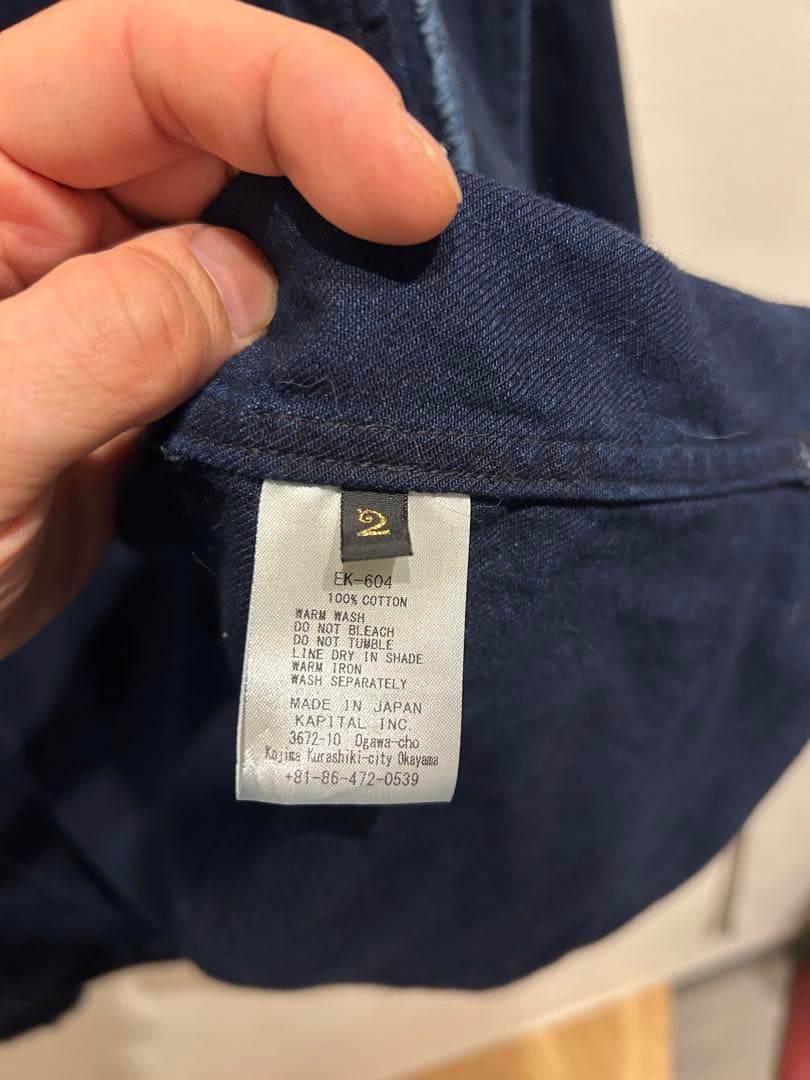 2
EK-604
100% COTTON
WARM WASH
DO NOT BLEACH
DO NOT TUMBLE
LINE DRY IN SHADE
WARM IRON
WASH SEPARATELY
MADE IN JAPAN
KAPITAL INC.
3672-10 Ogawa-cho
Kojima Kurashiki-city Okayama
+81-86-472-0539